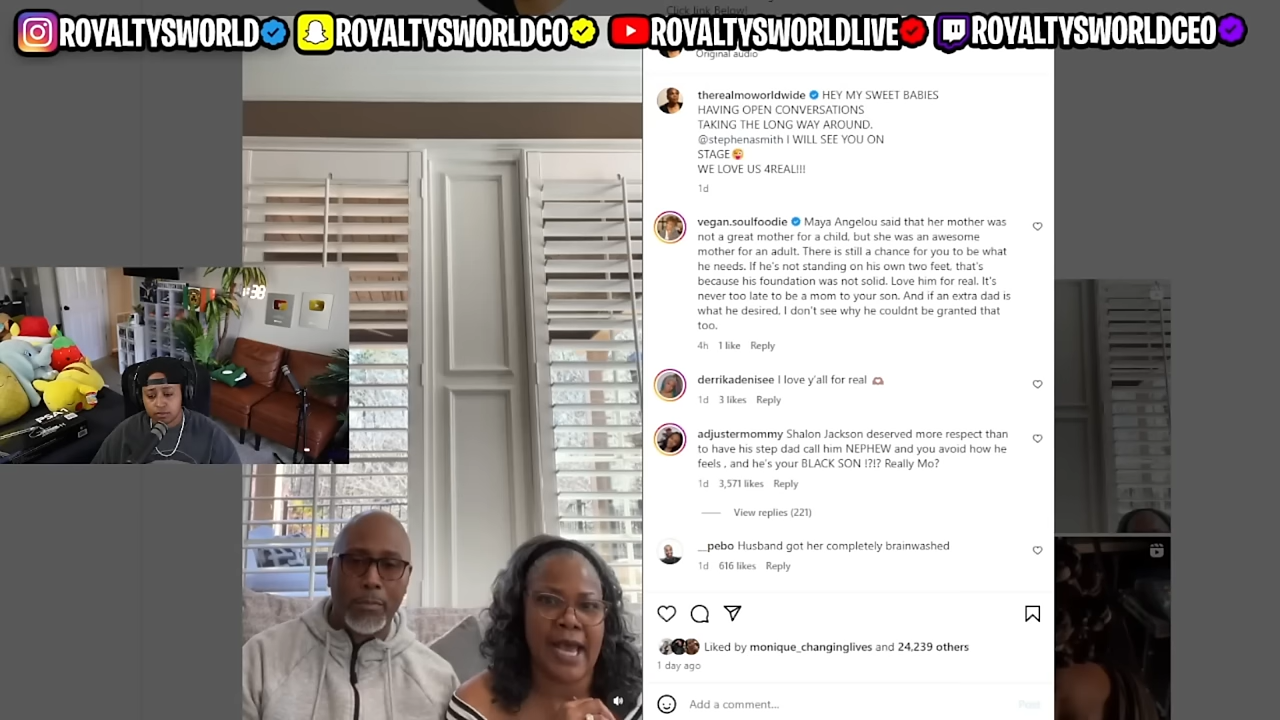 Click link Below!
ROYALTYSWORLD
ROYALTYSWORLDCO
ROYALTYSWORLDLIVE
ROYALTYSWORLDCEO
Original audio
therealmoworldwide HEY MY SWEET BABIES
HAVING OPEN CONVERSATIONS
TAKING THE LONG WAY AROUND.
@stephenasmith I WILL SEE YOU ON
STAGE😜
WE LOVE US 4REAL!!!
1d
vegan.soulfoodie Maya Angelou said that her mother was
not a great mother for a child, but she was an awesome
mother for an adult. There is still a chance for you to be what
he needs. If he's not standing on his own two feet, that's
because his foundation was not solid. Love him for real. It's
never too late to be a mom to your son. And if an extra dad is
what he desired. I don't see why he couldnt be granted that
too.
4h 1 like Reply
derrikadenisee I love y'all for real 🫶🏽
1d 3 likes Reply
adjustermommy Shalon Jackson deserved more respect than
to have his step dad call him NEPHEW and you avoid how he
feels , and he's your BLACK SON !?!? Really Mo?
1d 3,571 likes Reply
View replies (221)
__pebo Husband got her completely brainwashed
1d 616 likes Reply
Liked by monique_changinglives and 24,239 others
1 day ago
Add a comment...
Post